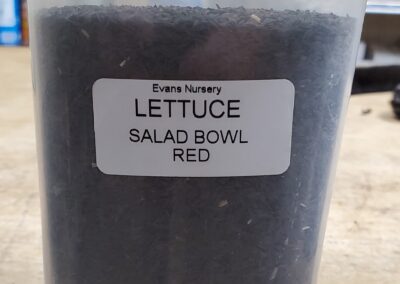 Evans Nursery
LETTUCE
SALAD BOWL
RED